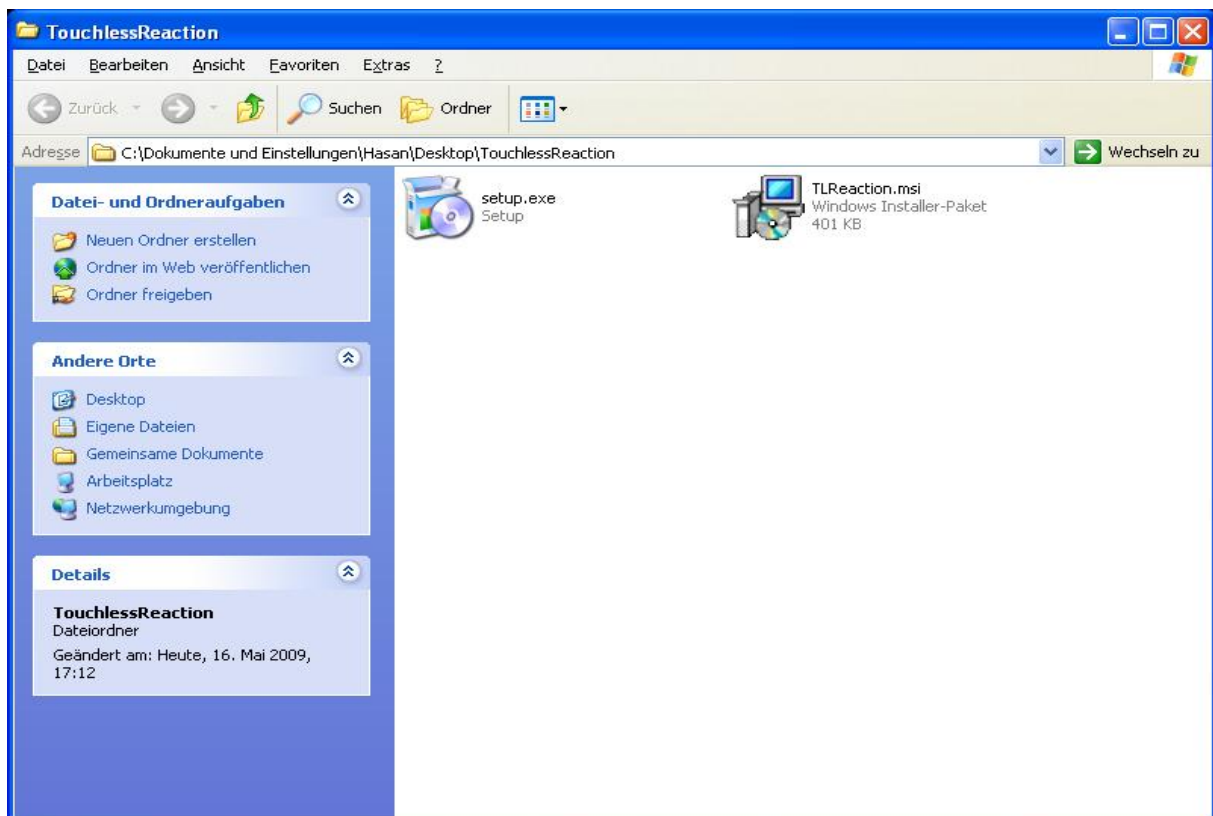 TouchlessReaction
Datei Bearbeiten Ansicht Favoriten Extras ?
Zurück Suchen Ordner
Adresse C:\Dokumente und Einstellungen\Hasan\Desktop\TouchlessReaction Wechseln zu
Datei- und Ordneraufgaben
Neuen Ordner erstellen
Ordner im Web veröffentlichen
Ordner freigeben
Andere Orte
Desktop
Eigene Dateien
Gemeinsame Dokumente
Arbeitsplatz
Netzwerkumgebung
Details
TouchlessReaction
Dateiordner
Geändert am: Heute, 16. Mai 2009,
17:12
setup.exe
Setup
TLReaction.msi
Windows Installer-Paket
401 KB